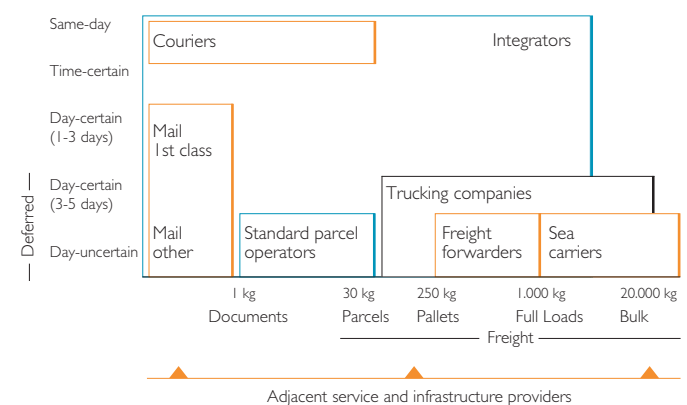 Same-day
Couriers
Integrators
Time-certain
Day-certain
(1-3 days)
Mail
1st class
Day-certain
(3-5 days)
Trucking companies
Deferred
Mail
other
Standard parcel
operators
Freight
forwarders
Sea
carriers
Day-uncertain
1 kg
30 kg
250 kg
1.000 kg
20.000 kg
Documents
Parcels
Pallets
Full Loads
Bulk
Freight
Adjacent service and infrastructure providers